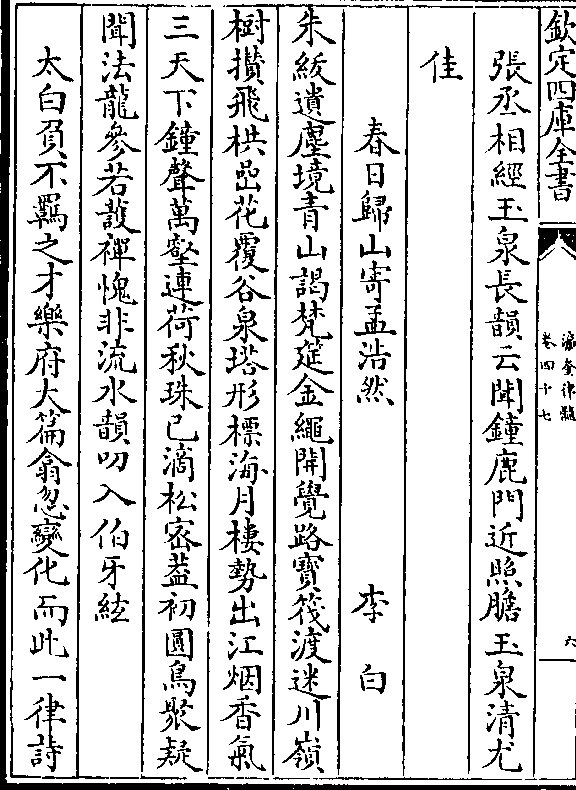 欽定四庫全書
瀛奎律髓
卷四十七
六
張丞相經玉泉長韻云聞鐘鹿門近照膽玉泉清尤
佳
春日歸山寄孟浩然 李白
朱紱遺塵境青山謁梵筵金繩開覺路寶筏渡迷川嶺
樹攅飛栱嵓花覆谷泉塔形標海月樓勢出江烟香氣
三天下鐘聲萬壑連荷秋珠已滴松宻葢初圓鳥聚疑
聞法龍參若䕶禪愧非流水韻叨入伯牙絃
太白負不羈之才樂府大篇翕忽變化而此一律詩